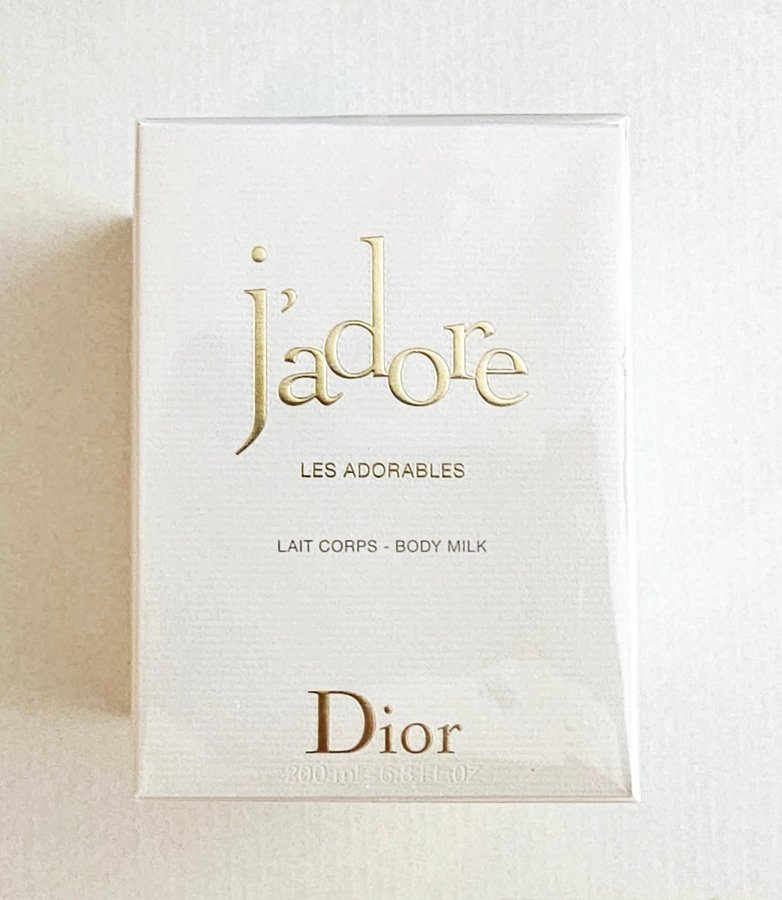 j'adore
LES ADORABLES
LAIT CORPS - BODY MILK
Dior
200 ml - 6.8 FL.OZ